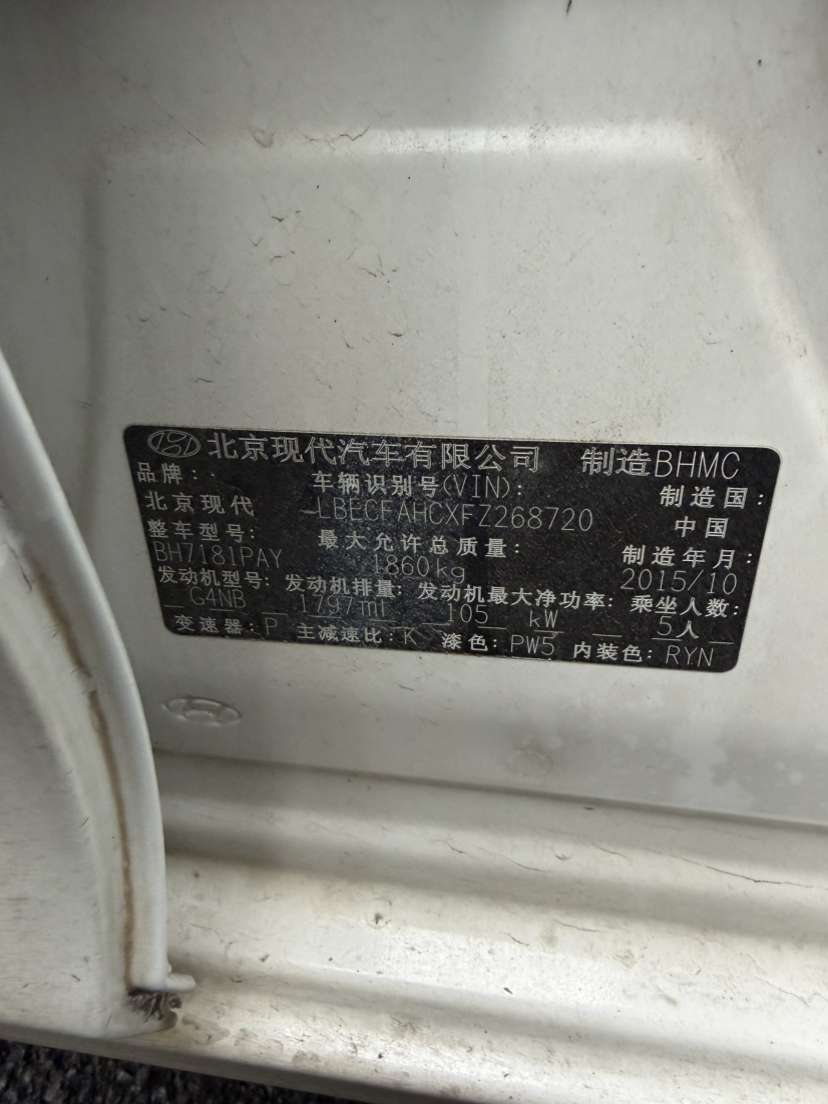 北京现代汽车有限公司 制造BHMC
品牌: 车辆识别号(VIN): 制造国:
北京现代 LBECFAHCXFZ268720 中国
整车型号: 最大允许总质量: 制造年月:
BH7181PAY 1860kg 2015/10
发动机型号: 发动机排量: 发动机最大净功率: 乘坐人数:
G4NB 1797ml 105 kW 5人
变速器: P 主减速比: K 漆色: PW5 内装色: RYN